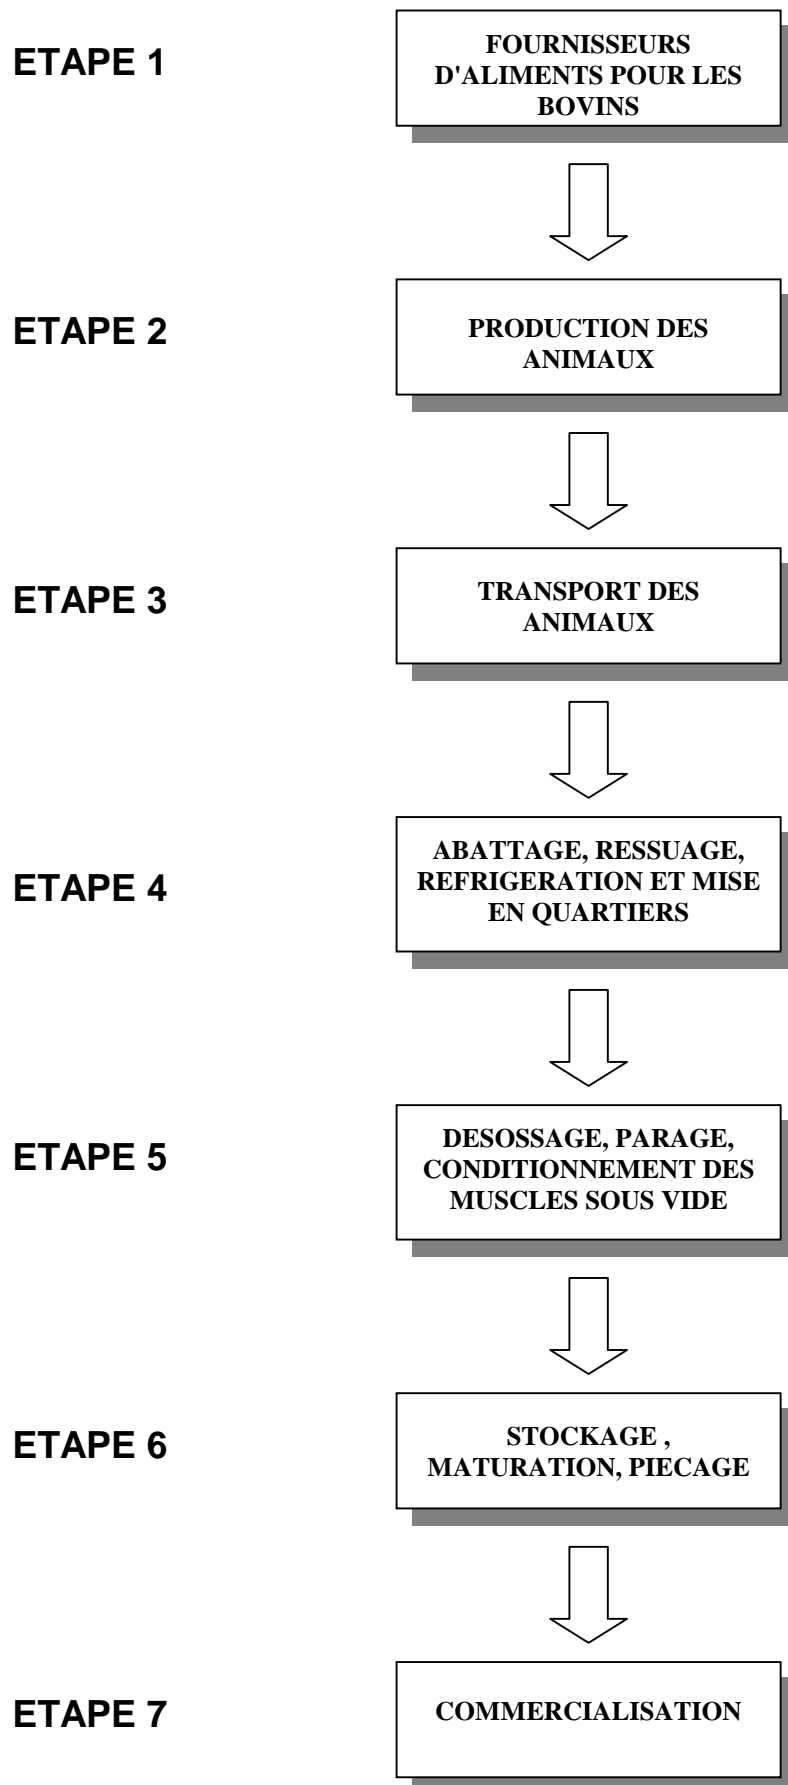 ETAPE 1
FOURNISSEURS
D'ALIMENTS POUR LES
BOVINS
ETAPE 2
PRODUCTION DES
ANIMAUX
ETAPE 3
TRANSPORT DES
ANIMAUX
ETAPE 4
ABATTAGE, RESSUAGE,
REFRIGERATION ET MISE
EN QUARTIERS
ETAPE 5
DESOSSAGE, PARAGE,
CONDITIONNEMENT DES
MUSCLES SOUS VIDE
ETAPE 6
STOCKAGE ,
MATURATION, PIECAGE
ETAPE 7
COMMERCIALISATION